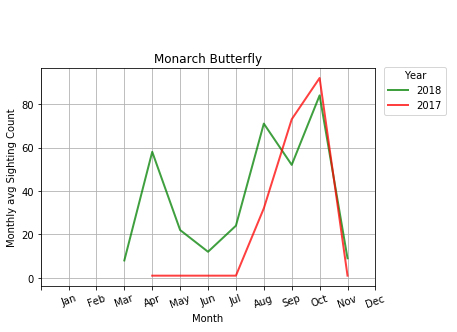 Monarch Butterfly
Year
2018
2017
Monthly avg Sighting Count
80
60
40
20
0
Jan Feb Mar Apr May Jun Jul Aug Sep Oct Nov Dec
Month